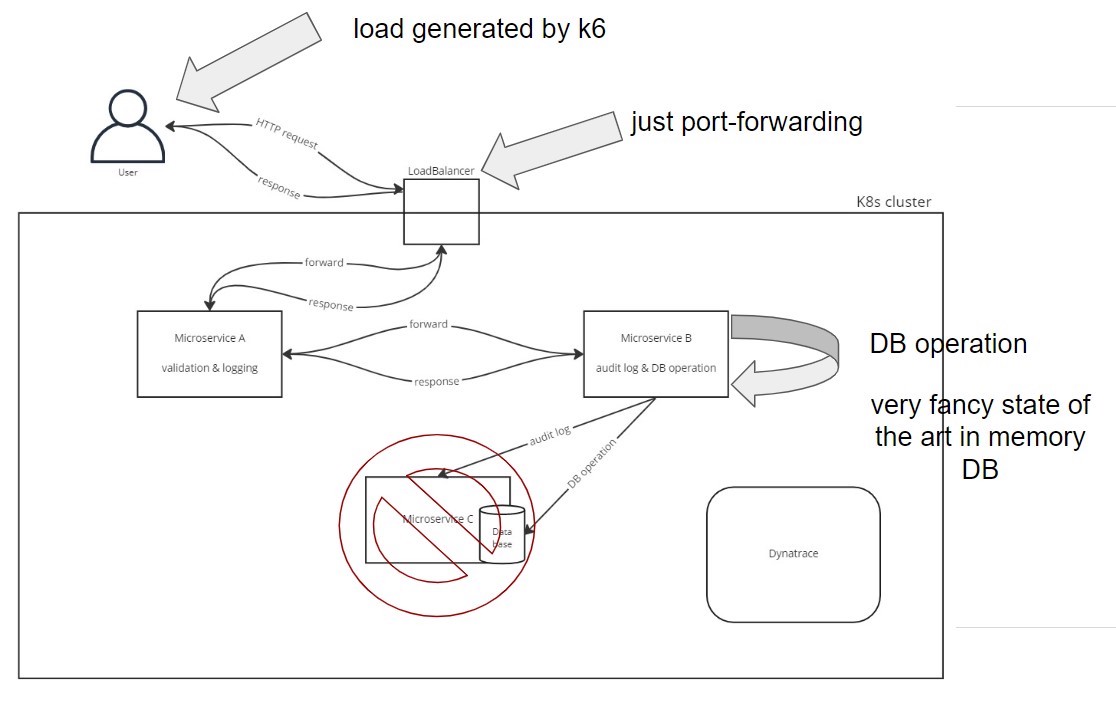 load generated by k6
HTTP request
just port-forwarding
User
response
LoadBalancer
K8s cluster
forward
response
Microservice A
validation & logging
forward
response
Microservice B
audit log & DB operation
DB operation
very fancy state of
the art in memory
DB
audit log
DB operation
Microservice C
Data
base
Dynatrace